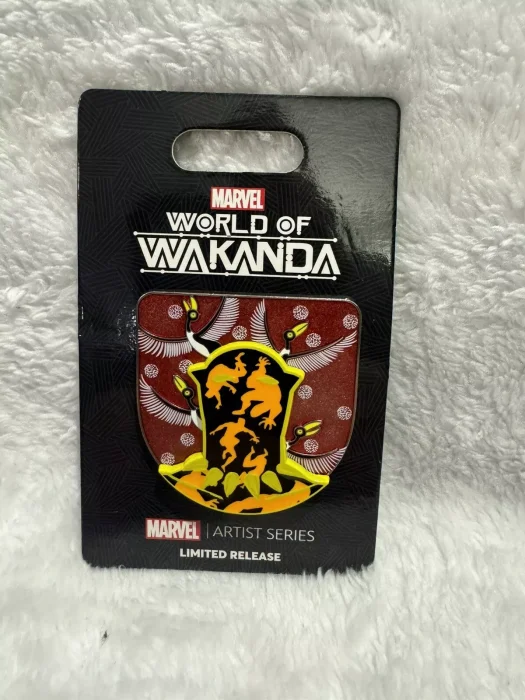 MARVEL
WORLD OF
WAKANDA
MARVEL | ARTIST SERIES
LIMITED RELEASE